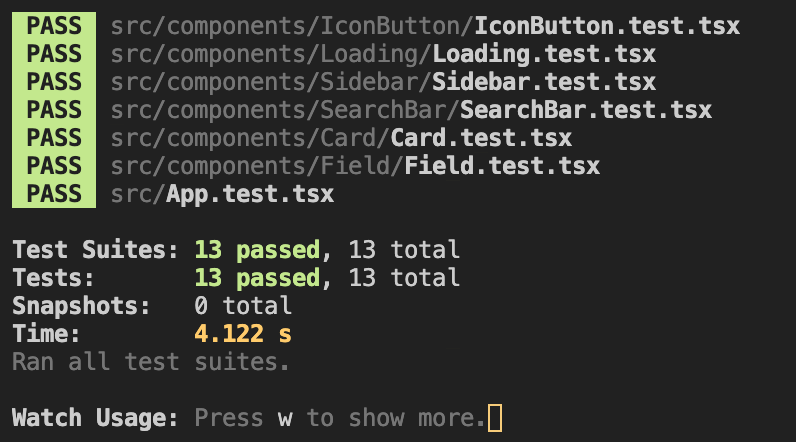 PASS src/components/IconButton/IconButton.test.tsx
PASS src/components/Loading/Loading.test.tsx
PASS src/components/Sidebar/Sidebar.test.tsx
PASS src/components/SearchBar/SearchBar.test.tsx
PASS src/components/Card/Card.test.tsx
PASS src/components/Field/Field.test.tsx
PASS src/App.test.tsx
Test Suites: 13 passed, 13 total
Tests: 13 passed, 13 total
Snapshots: 0 total
Time: 4.122 s
Ran all test suites.
Watch Usage: Press w to show more.